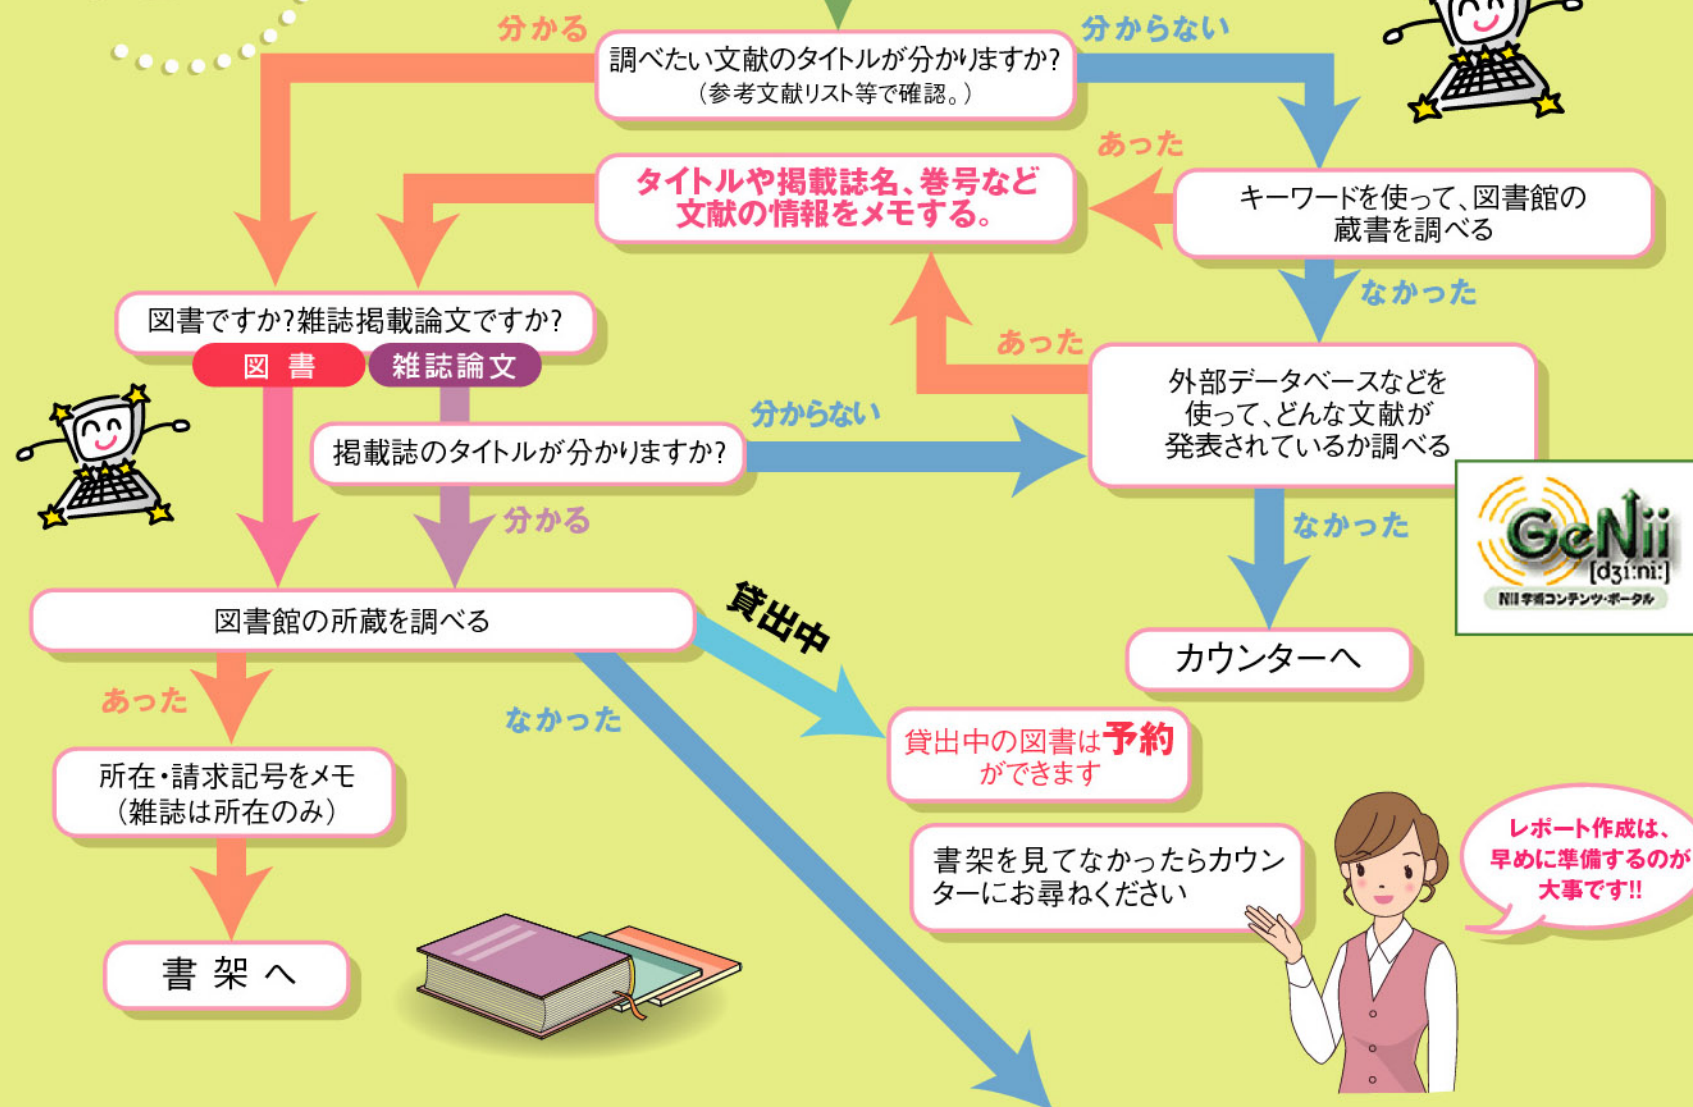 分かる
分からない
調べたい文献のタイトルが分かりますか?
（参考文献リスト等で確認。）
あった
タイトルや掲載誌名、巻号など
文献の情報をメモする。
キーワードを使って、図書館の
蔵書を調べる
なかった
図書ですか?雑誌掲載論文ですか?
図書
雑誌論文
あった
外部データベースなどを
使って、どんな文献が
発表されているか調べる
分からない
掲載誌のタイトルが分かりますか?
分かる
なかった
GeNii
[dʒi:ni:]
NII 学術コンテンツ・ポータル
図書館の所蔵を調べる
貸出中
カウンターへ
あった
なかった
貸出中の図書は予約
ができます
所在・請求記号をメモ
（雑誌は所在のみ）
書架を見てなかったらカウン
ターにお尋ねください
レポート作成は、
早めに準備するのが
大事です!!
書架へ